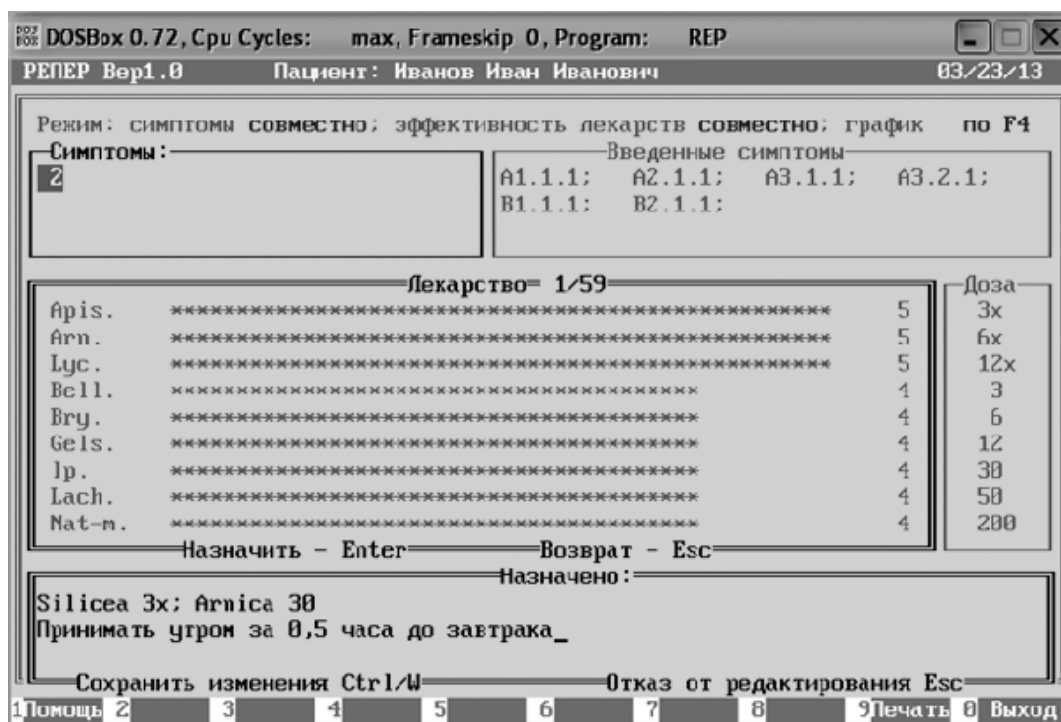 DOSBox 0.72, Cpu Cycles: max, Frameskip 0, Program: REP
РЕПЕР Вер1.0 Пациент: Иванов Иван Иванович 03/23/13
Режим: симптомы совместно; эффективность лекарств совместно; график по F4
Симптомы: Введенные симптомы
2 A1.1.1; A2.1.1; A3.1.1; A3.2.1;
B1.1.1; B2.1.1;
Лекарство= 1/59 Доза
Apis. ************************************************** 5 3x
Arn. ************************************************** 5 6x
Lyc. ************************************************** 5 12x
Bell. **************************************** 4 3
Bry. **************************************** 4 6
Gels. **************************************** 4 12
Ip. **************************************** 4 30
Lach. **************************************** 4 50
Nat-m. **************************************** 4 200
Назначить - Enter Возврат - Esc
Назначено:
Silicea 3x; Arnica 30
Принимать утром за 0,5 часа до завтрака_
Сохранить изменения Ctrl/W Отказ от редактирования Esc
1Помощь 2 3 4 5 6 7 8 9Печать 0 Выход